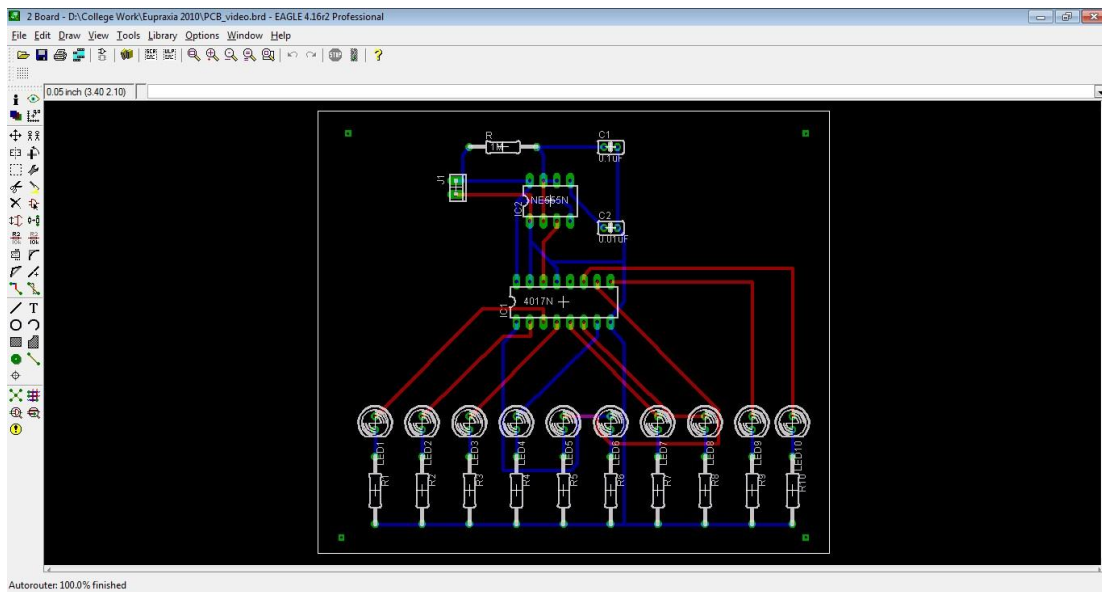 2 Board - D:\College Work\Eupraxia 2010\PCB_video.brd - EAGLE 4.16r2 Professional
File Edit Draw View Tools Library Options Window Help
0.05 inch (3.40 2.10)
R
1M
C1
0.1UF
J1
IC2
NE555N
C2
0.01UF
IC1
4017N
LED1
LED2
LED3
LED4
LED5
LED6
LED7
LED8
LED9
LED10
R1
R2
R3
R4
R5
R6
R7
R8
R9
R10
Autorouter: 100.0% finished